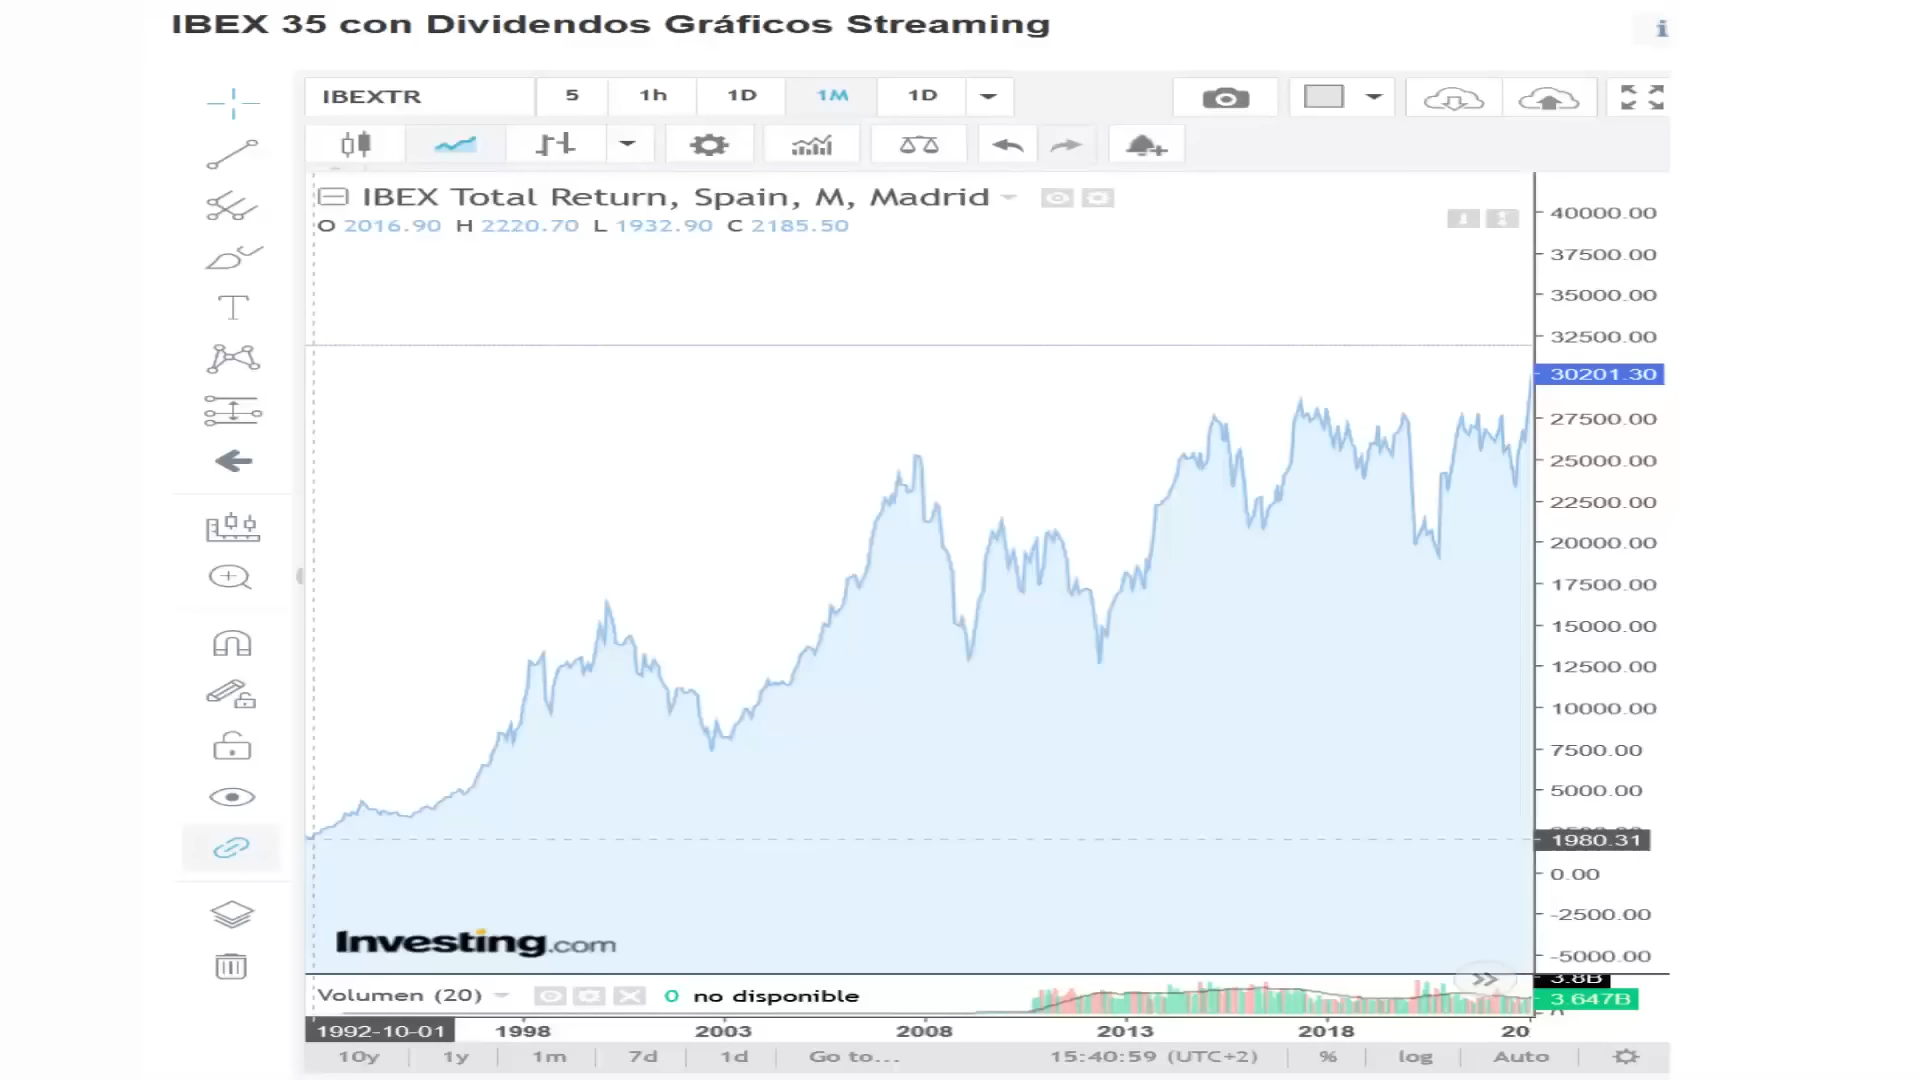 IBEX 35 con Dividendos Gráficos Streaming
i
IBEXTR 5 1h 1D 1M 1D
IBEX Total Return, Spain, M, Madrid
O 2016.90 H 2220.70 L 1932.90 C 2185.50
40000.00
37500.00
35000.00
32500.00
30201.30
27500.00
25000.00
22500.00
20000.00
17500.00
15000.00
12500.00
10000.00
7500.00
5000.00
1980.31
0.00
-2500.00
-5000.00
Investing.com
3.8B
Volumen (20) 0 no disponible
3.647B
1992-10-01 1998 2003 2008 2013 2018 20
10y 1y 1m 7d 1d Go to... 15:40:59 (UTC+2) % log Auto